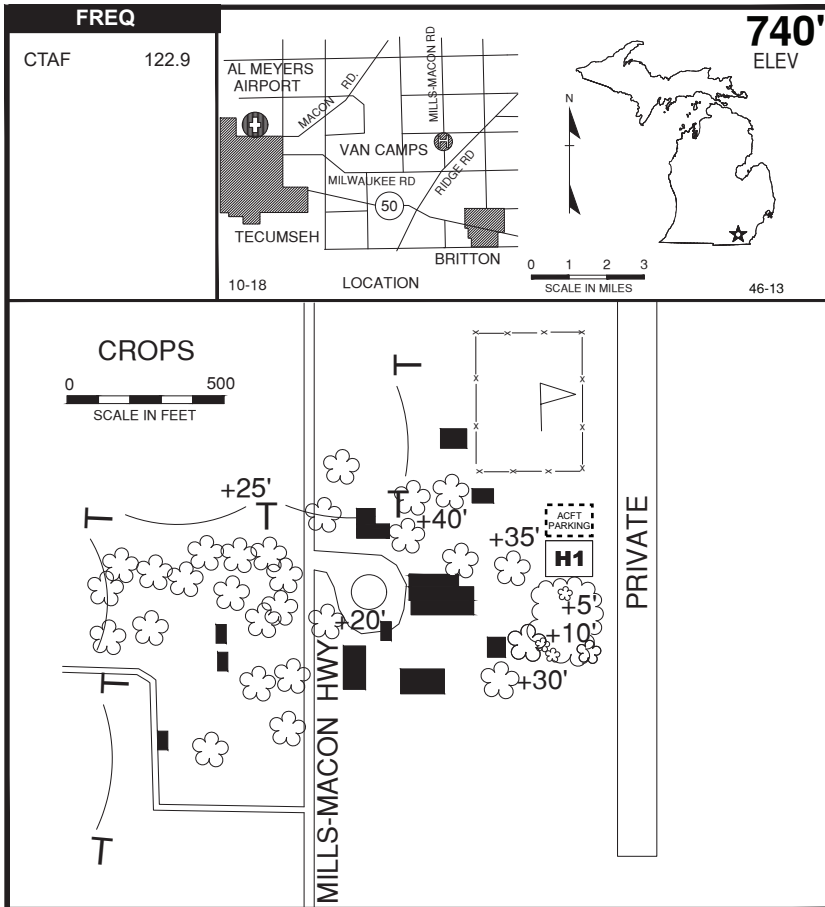 FREQ
CTAF 122.9
740'
ELEV
AL MEYERS
AIRPORT
MACON RD.
MILLS-MACON RD
VAN CAMPS
H
MILWAUKEE RD
RIDGE RD
50
TECUMSEH
BRITTON
10-18
LOCATION
N
0 1 2 3
SCALE IN MILES
46-13
CROPS
0 500
SCALE IN FEET
T
+25'
T
T
T
+40'
+35'
ACFT
PARKING
H1
PRIVATE
+5'
+20'
+10'
+30'
T
T
MILLS-MACON HWY